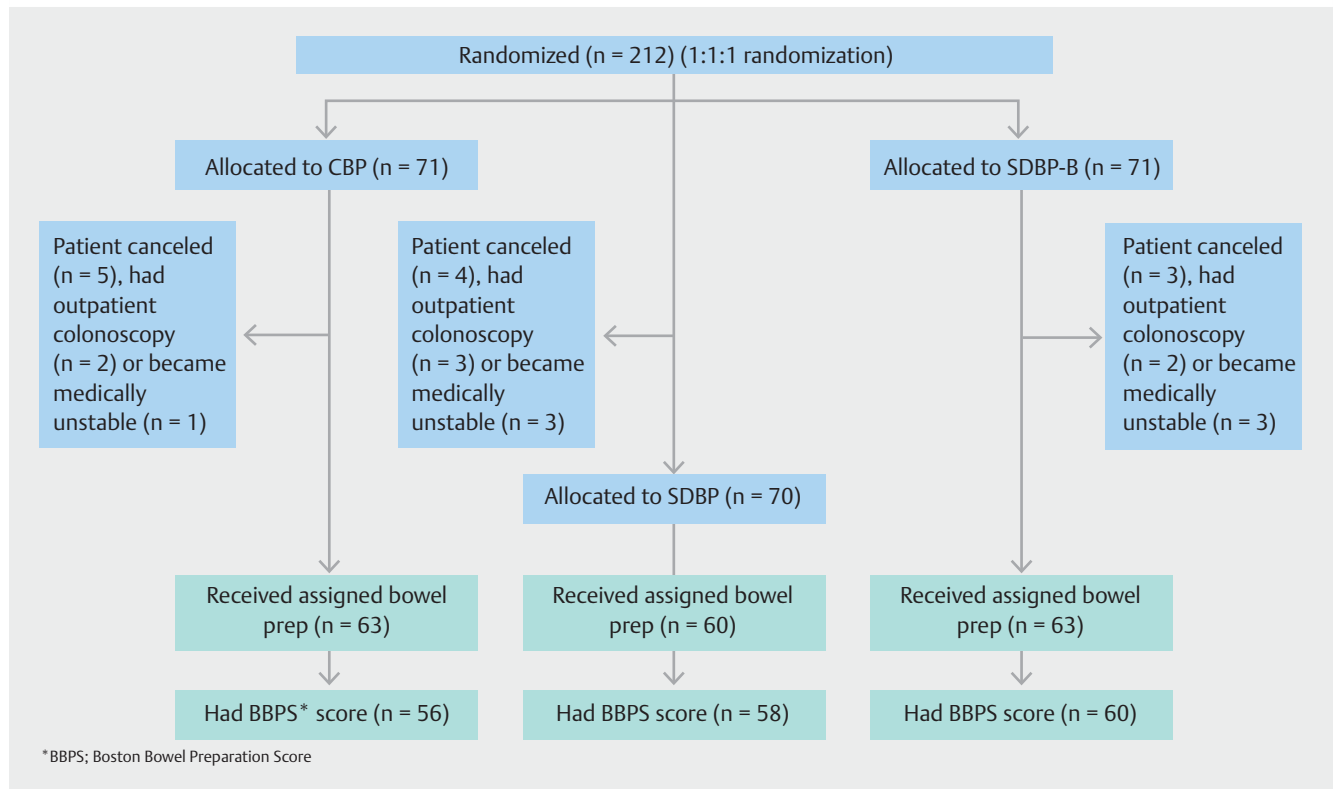 Randomized (n = 212) (1:1:1 randomization)
Allocated to CBP (n = 71)
Allocated to SDBP-B (n = 71)
Patient canceled
(n = 5), had
outpatient
colonoscopy
(n = 2) or became
medically
unstable (n = 1)
Patient canceled
(n = 4), had
outpatient
colonoscopy
(n = 3) or became
medically
unstable (n = 3)
Patient canceled
(n = 3), had
outpatient
colonoscopy
(n = 2) or became
medically
unstable (n = 3)
Allocated to SDBP (n = 70)
Received assigned bowel
prep (n = 63)
Received assigned bowel
prep (n = 60)
Received assigned bowel
prep (n = 63)
Had BBPS* score (n = 56)
Had BBPS score (n = 58)
Had BBPS score (n = 60)
*BBPS; Boston Bowel Preparation Score